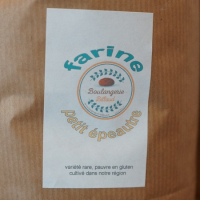 farine
Boulangerie
petit épeautre
variété rare, pauvre en gluten
cultivé dans notre région